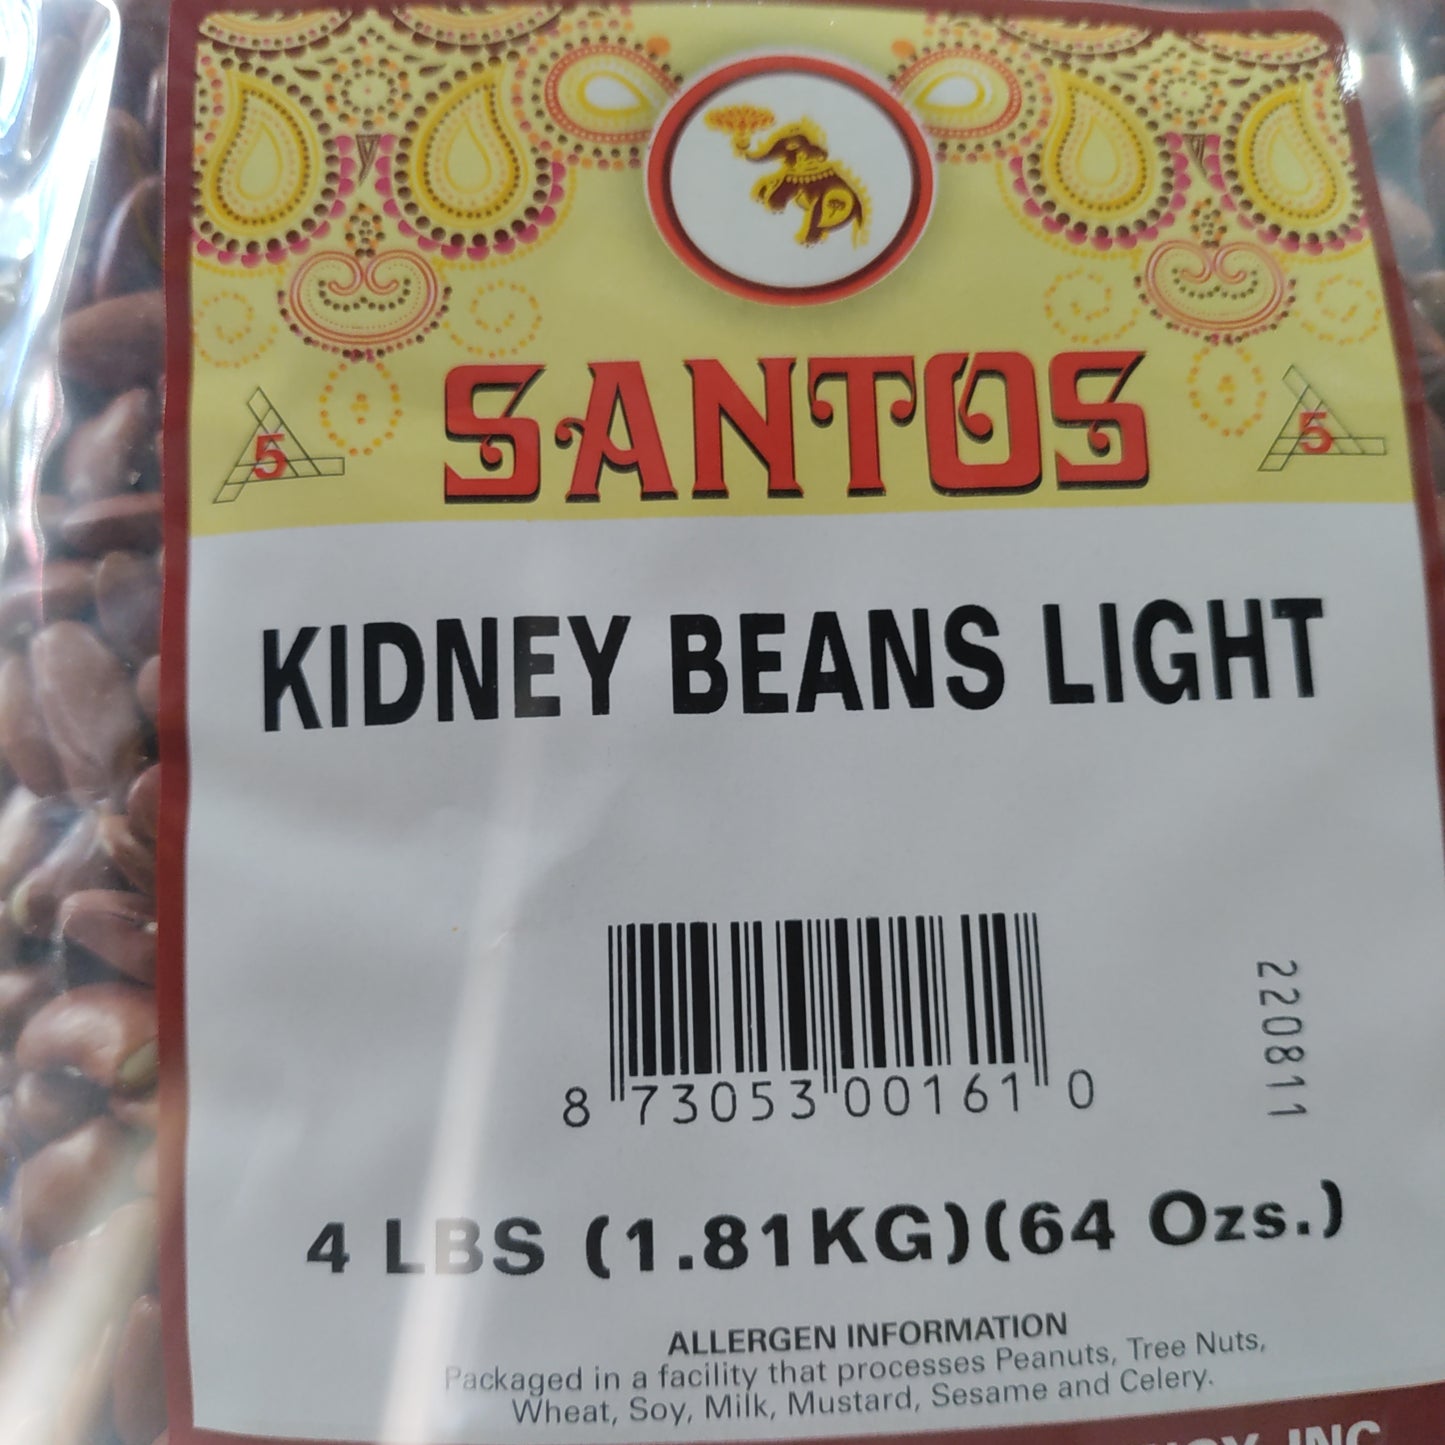 SANTOS
5
5
KIDNEY BEANS LIGHT
8 73053 00161 0
220811
4 LBS (1.81KG)(64 Ozs.)
ALLERGEN INFORMATION
Packaged in a facility that processes Peanuts, Tree Nuts,
Wheat, Soy, Milk, Mustard, Sesame and Celery.
INC